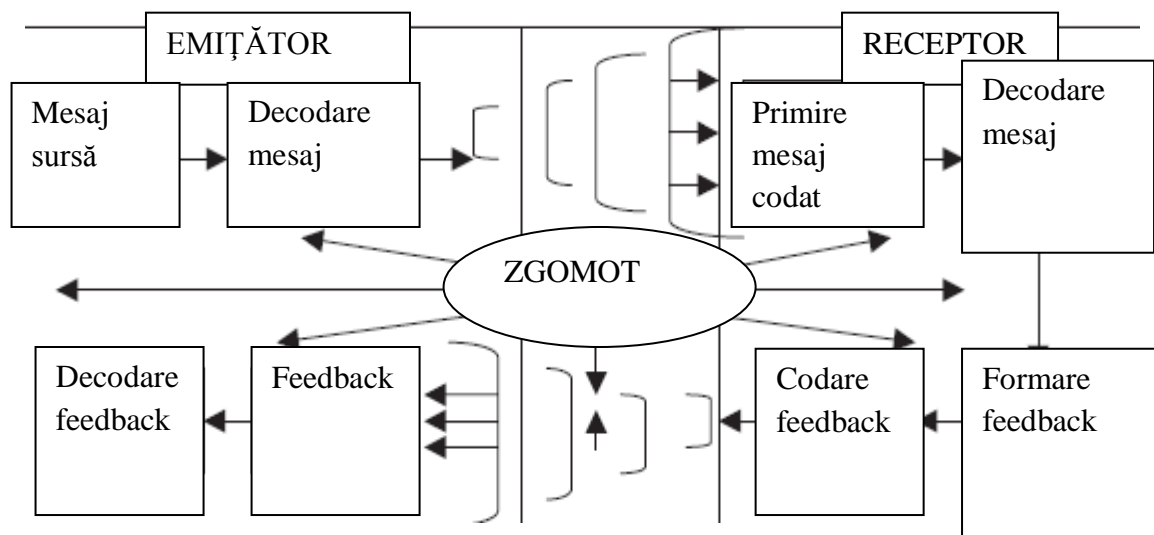 EMIȚĂTOR
RECEPTOR
Mesaj
sursă
Decodare
mesaj
Primire
mesaj
codat
Decodare
mesaj
ZGOMOT
Decodare
feedback
Feedback
Codare
feedback
Formare
feedback